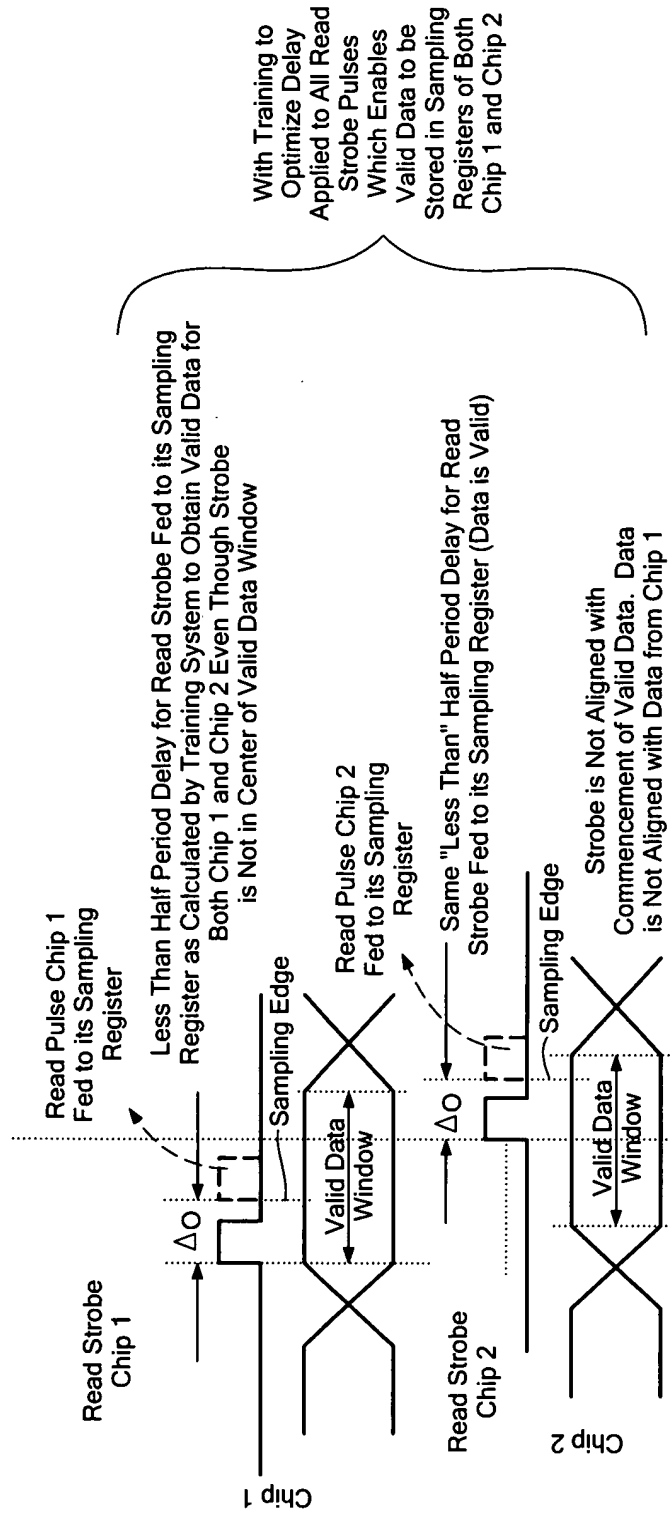 Read Strobe
Chip 1
Read Pulse Chip 1
Fed to its Sampling
Register
ΔO
Less Than Half Period Delay for Read Strobe Fed to its Sampling
Register as Calculated by Training System to Obtain Valid Data for
Both Chip 1 and Chip 2 Even Though Strobe
is Not in Center of Valid Data Window
Sampling Edge
Chip 1
Valid Data
Window
Read Strobe
Chip 2
Read Pulse Chip 2
Fed to its Sampling
Register
ΔO
Same "Less Than" Half Period Delay for Read
Strobe Fed to its Sampling Register (Data is Valid)
Sampling Edge
Chip 2
Valid Data
Window
Strobe is Not Aligned with
Commencement of Valid Data. Data
is Not Aligned with Data from Chip 1
With Training to
Optimize Delay
Applied to All Read
Strobe Pulses
Which Enables
Valid Data to be
Stored in Sampling
Registers of Both
Chip 1 and Chip 2